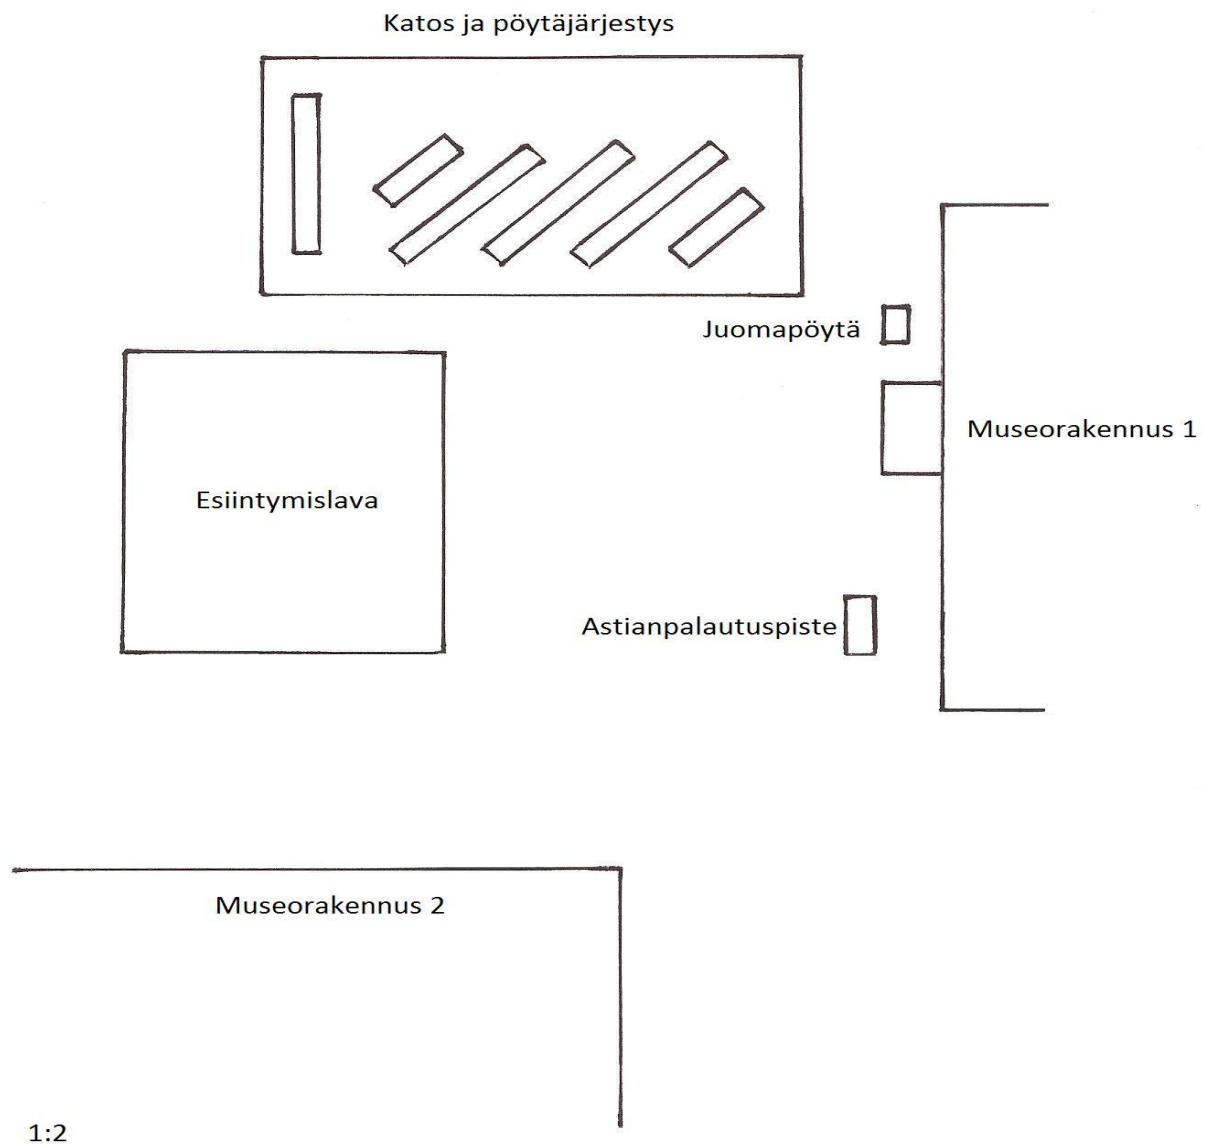 Katos ja pöytäjärjestys
Juomapöytä
Museorakennus 1
Esiintymislava
Astianpalautuspiste
Museorakennus 2
1:2